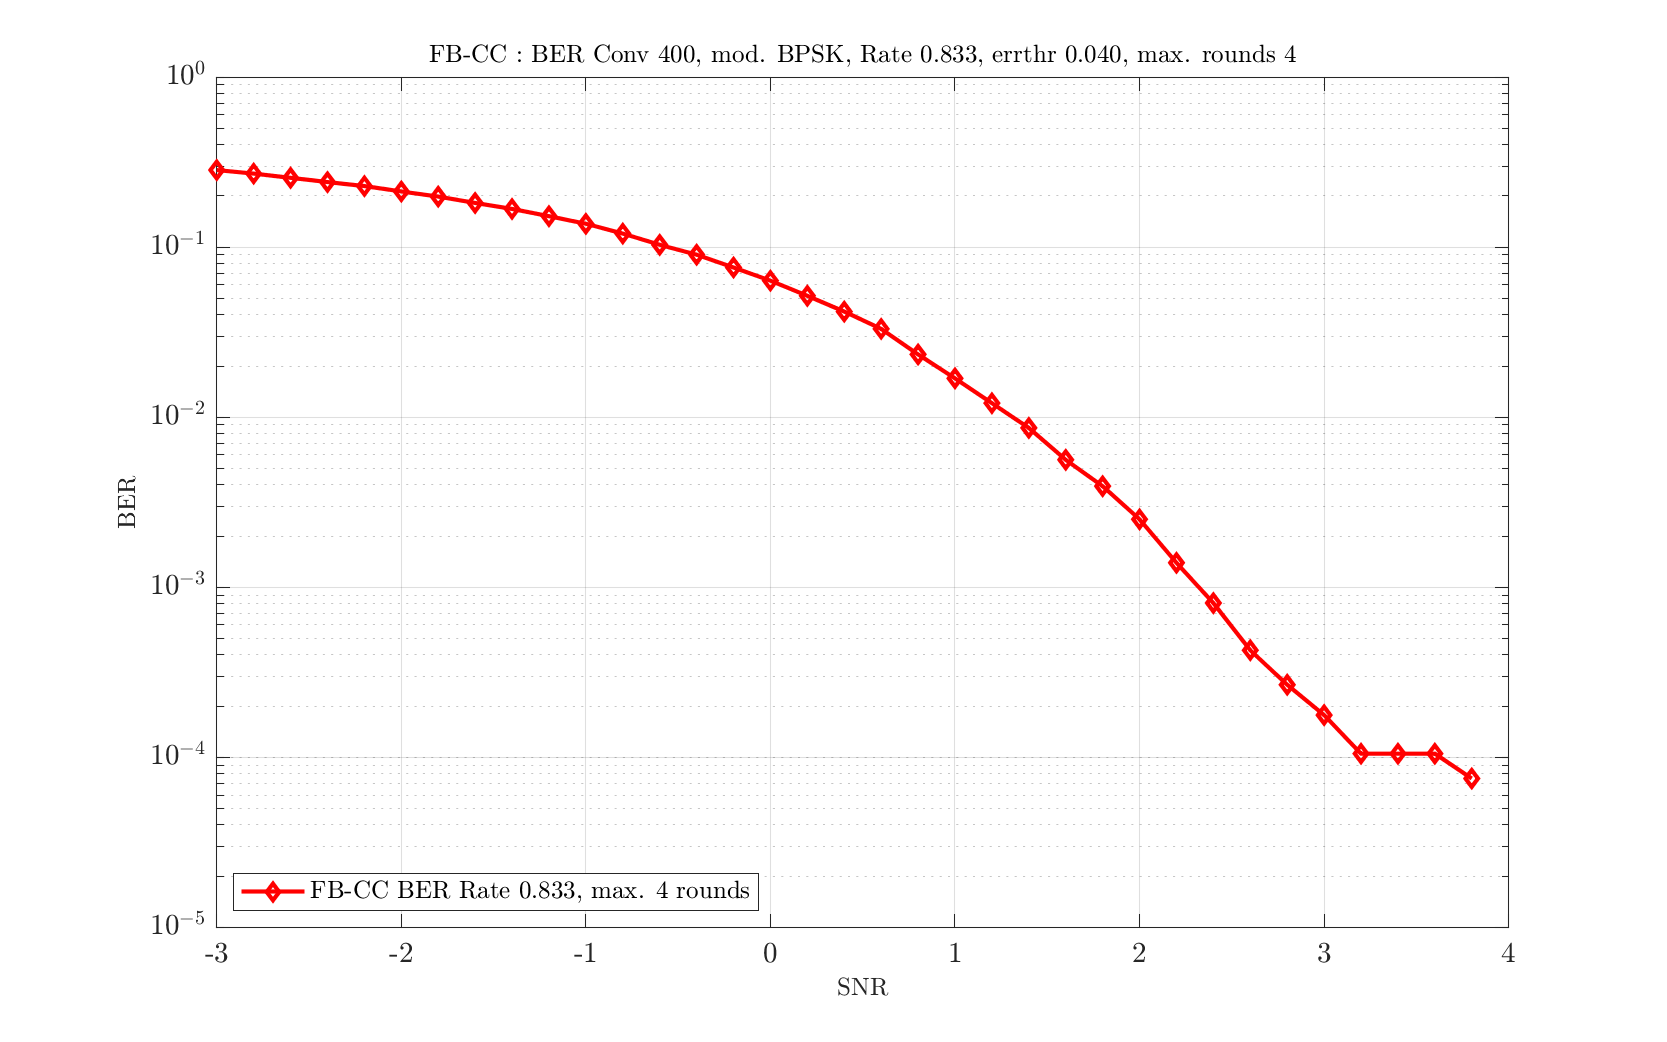 FB-CC : BER Conv 400, mod. BPSK, Rate 0.833, errthr 0.040, max. rounds 4
10^0
10^-1
10^-2
10^-3
10^-4
10^-5
BER
FB-CC BER Rate 0.833, max. 4 rounds
-3 -2 -1 0 1 2 3 4
SNR